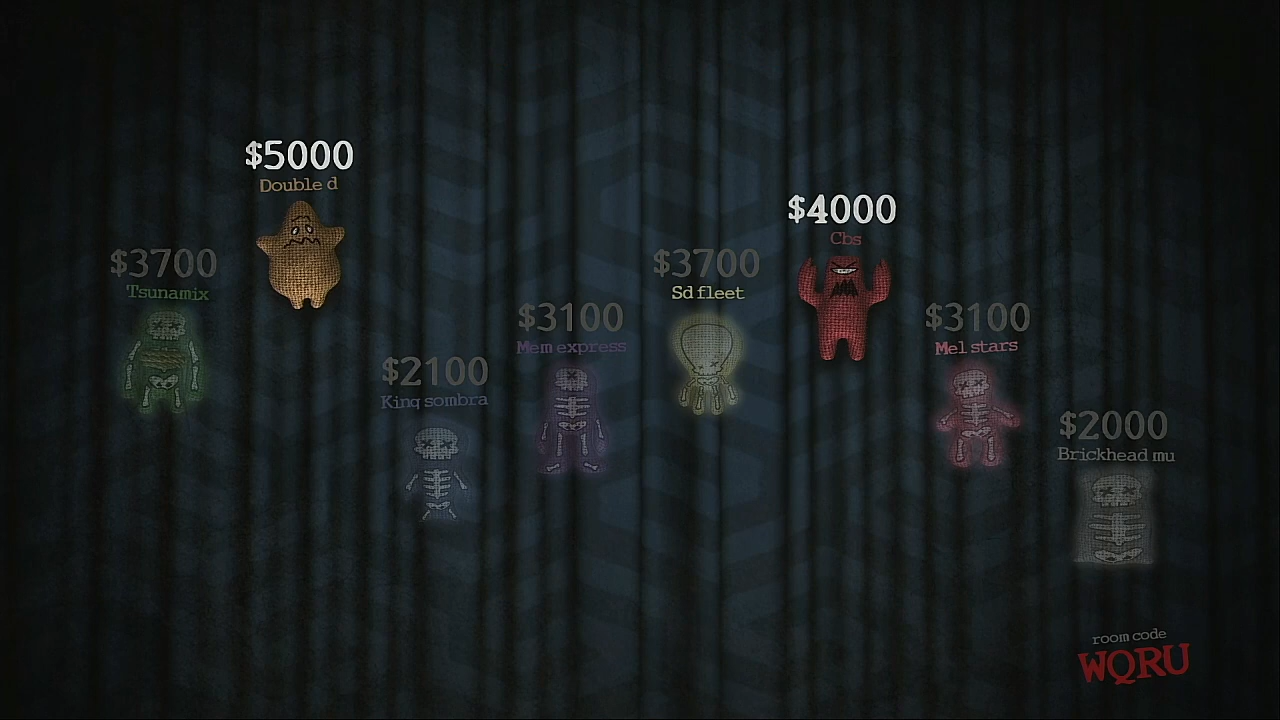 $3700
Tsunamix
$5000
Double d
$2100
King sombra
$3100
Mem express
$3700
Sd fleet
$4000
Cbs
$3100
Mel stars
$2000
Brickhead mu
room code
WQRU